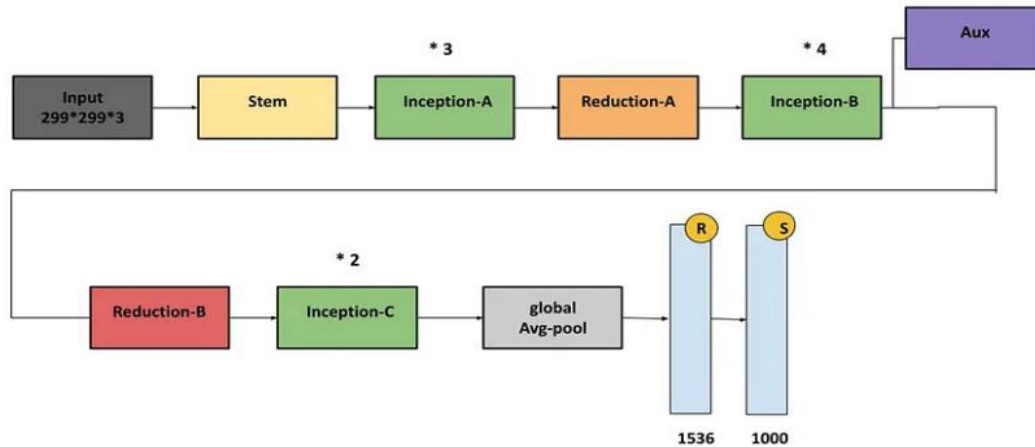 Aux
* 3
* 4
Input
299*299*3
Stem
Inception-A
Reduction-A
Inception-B
R
S
* 2
Reduction-B
Inception-C
global
Avg-pool
1536
1000